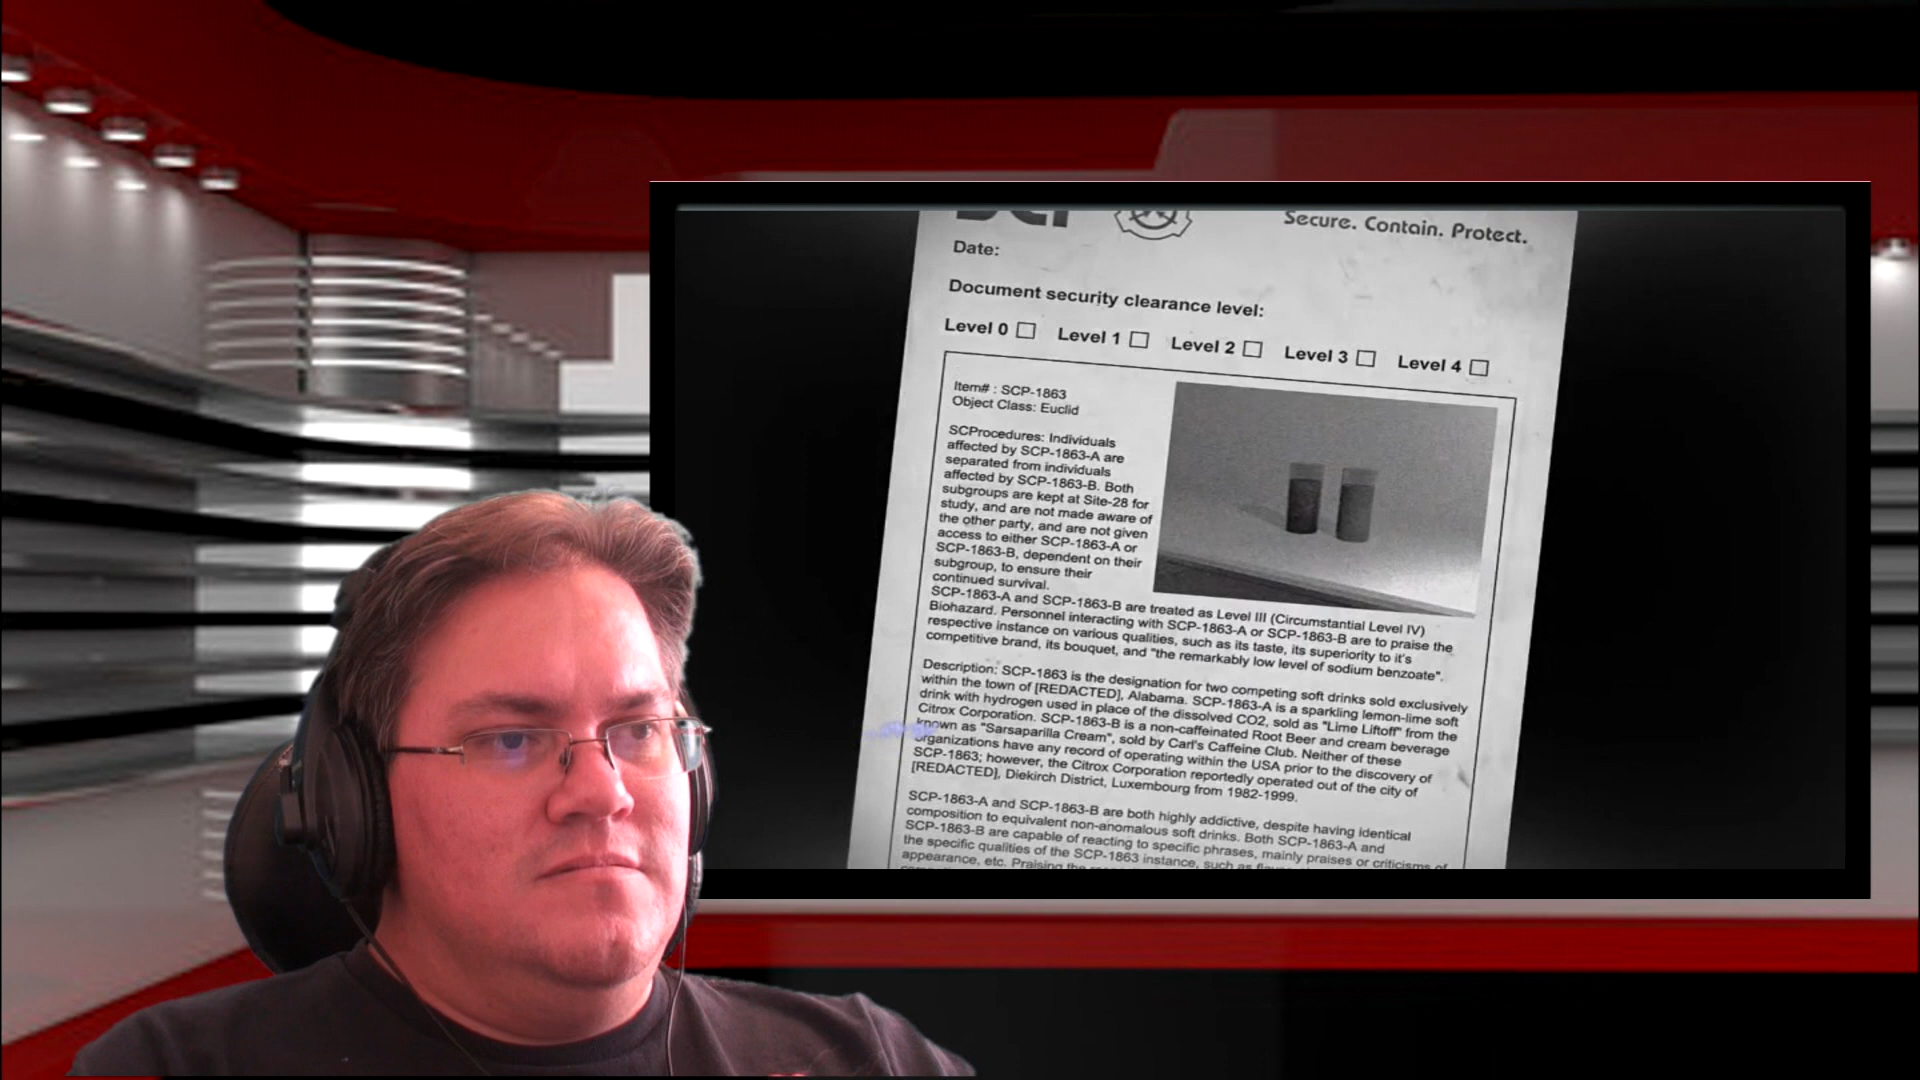 Secure. Contain. Protect.
Date:
Document security clearance level:
Level 0 Level 1 Level 2 Level 3 Level 4
Item# : SCP-1863
Object Class: Euclid
SCProcedures: Individuals
affected by SCP-1863-A are
separated from individuals
affected by SCP-1863-B. Both
subgroups are kept at Site-28 for
study, and are not made aware of
the other party, and are not given
access to either SCP-1863-A or
SCP-1863-B, dependent on their
subgroup, to ensure their
continued survival.
SCP-1863-A and SCP-1863-B are treated as Level III (Circumstantial Level IV)
Biohazard. Personnel interacting with SCP-1863-A or SCP-1863-B are to praise the
respective instance on various qualities, such as its taste, its superiority to it's
competitive brand, its bouquet, and "the remarkably low level of sodium benzoate".
Description: SCP-1863 is the designation for two competing soft drinks sold exclusively
within the town of [REDACTED], Alabama. SCP-1863-A is a sparkling lemon-lime soft
drink with hydrogen used in place of the dissolved CO2, sold as "Lime Liftoff" from the
Citrox Corporation. SCP-1863-B is a non-caffeinated Root Beer and cream beverage
known as "Sarsaparilla Cream", sold by Carl's Caffeine Club. Neither of these
organizations have any record of operating within the USA prior to the discovery of
SCP-1863; however, the Citrox Corporation reportedly operated out of the city of
[REDACTED], Diekirch District, Luxembourg from 1982-1999.
SCP-1863-A and SCP-1863-B are both highly addictive, despite having identical
composition to equivalent non-anomalous soft drinks. Both SCP-1863-A and
SCP-1863-B are capable of reacting to specific phrases, mainly praises or criticisms of
the specific qualities of the SCP-1863 instance, such as
appearance, etc. Praising the